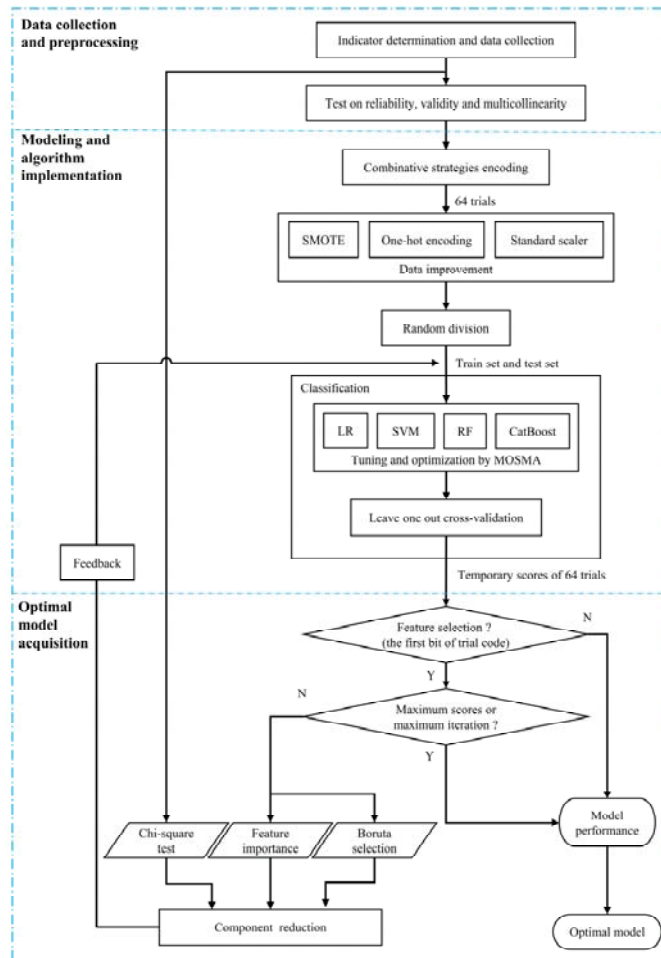 Data collection
and preprocessing
Indicator determination and data collection
Test on reliability, validity and multicollinearity
Modeling and
algorithm
implementation
Combinative strategies encoding
64 trials
SMOTE
One-hot encoding
Standard scaler
Data improvement
Random division
Train set and test set
Classification
LR
SVM
RF
CatBoost
Tuning and optimization by MOSMA
Leave one out cross-validation
Feedback
Temporary scores of 64 trials
Optimal
model
acquisition
Feature selection ?
(the first bit of trial code)
N
Y
N
Maximum scores or
maximum iteration ?
Y
Chi-square
test
Feature
importance
Boruta
selection
Model
performance
Component reduction
Optimal model